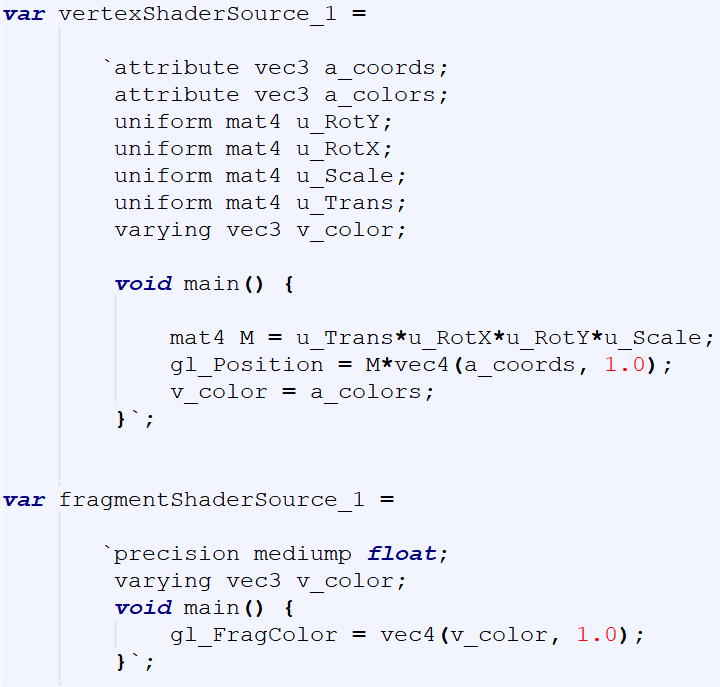 var vertexShaderSource_1 =
`attribute vec3 a_coords;
attribute vec3 a_colors;
uniform mat4 u_RotY;
uniform mat4 u_RotX;
uniform mat4 u_Scale;
uniform mat4 u_Trans;
varying vec3 v_color;
void main() {
mat4 M = u_Trans*u_RotX*u_RotY*u_Scale;
gl_Position = M*vec4(a_coords, 1.0);
v_color = a_colors;
}`;
var fragmentShaderSource_1 =
`precision mediump float;
varying vec3 v_color;
void main() {
gl_FragColor = vec4(v_color, 1.0);
}`;